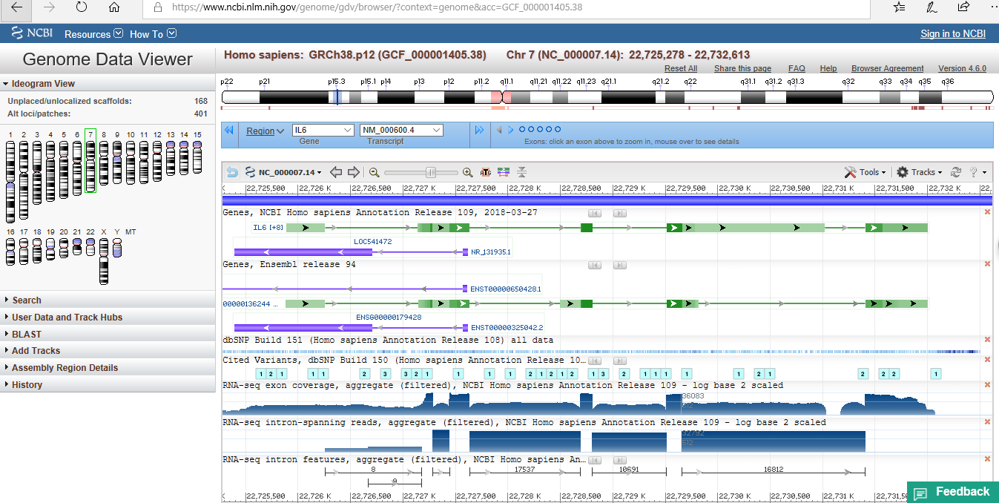 https://www.ncbi.nlm.nih.gov/genome/gdv/browser/?context=genome&acc=GCF_000001405.38
NCBI Resources How To Sign in to NCBI
Genome Data Viewer
Homo sapiens: GRCh38.p12 (GCF_000001405.38) Chr 7 (NC_000007.14): 22,725,278 - 22,732,613
Reset All Share this page FAQ Help Browser Agreement Version 4.6.0
Ideogram View
Unplaced/unlocalized scaffolds: 168
Alt loci/patches: 401
1 2 3 4 5 6 7 8 9 10 11 12 13 14 15
16 17 18 19 20 21 22 X Y MT
Search
User Data and Track Hubs
BLAST
Add Tracks
Assembly Region Details
History
p22 p21 p15.3 p15.1 p14 p13 p12 p11.2 q11.1 q11.21 q11.22 q11.23 q21.1 q21.2 q22 q31.1 q31.2 q31.3 q32 q33 q34 q35 q36
Region IL6 NM_000600.4
Gene Transcript Exons: click an exon above to zoom in, mouse over to see details
NC_000007.14 ATG Tools Tracks ?
K 22,725,500 22,726 K 22,726,500 22,727 K 22,727,500 22,728 K 22,728,500 22,729 K 22,729,500 22,730 K 22,730,500 22,731 K 22,731,500 22,732 K 22,
Genes, NCBI Homo sapiens Annotation Release 109, 2018-03-27
IL6 [+8]
LOC541472
NR_131935.1
Genes, Ensembl release 94
ENST00000650428.1
00000136244 ...
ENSG00000179428
ENST00000325042.2
dbSNP Build 151 (Homo sapiens Annotation Release 108) all data
Cited Variants, dbSNP Build 150 (Homo sapiens Annotation Release 10...
1 2 1 1 1 2 3 3 2 1 1 1 1 2 1 2 2 1 3 2 1 1 1 1 1 2 1 2 2 2 1
RNA-seq exon coverage, aggregate (filtered), NCBI Homo sapiens Annotation Release 109 - log base 2 scaled
36083
512
RNA-seq intron-spanning reads, aggregate (filtered), NCBI Homo sapiens Annotation Release 109 - log base 2 scaled
32792
512
RNA-seq intron features, aggregate (filtered), NCBI Homo sapiens An...
8 17537 10691 16812
9
K 22,725,500 22,726 K 22,726,500 22,727 K 22,727,500 22,728 K 22,728,500 22,729 K 22,729,500 22,730 K 22,730,500 22,731 K 22,731,5
Feedback